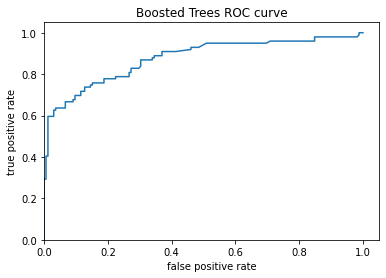 Boosted Trees ROC curve
true positive rate
1.0
0.8
0.6
0.4
0.2
0.0
0.0 0.2 0.4 0.6 0.8 1.0
false positive rate